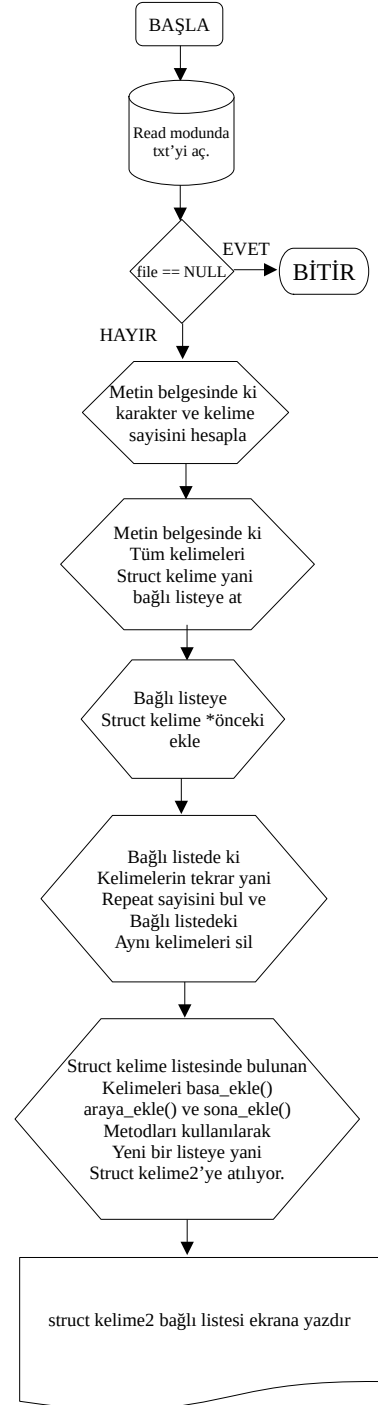 BAŞLA
Read modunda
txt’yi aç.
file == NULL
EVET
BİTİR
HAYIR
Metin belgesinde ki
karakter ve kelime
sayisini hesapla
Metin belgesinde ki
Tüm kelimeleri
Struct kelime yani
bağlı listeye at
Bağlı listeye
Struct kelime *önceki
ekle
Bağlı listede ki
Kelimelerin tekrar yani
Repeat sayisini bul ve
Bağlı listedeki
Aynı kelimeleri sil
Struct kelime listesinde bulunan
Kelimeleri basa_ekle()
araya_ekle() ve sona_ekle()
Metodları kullanılarak
Yeni bir listeye yani
Struct kelime2’ye atılıyor.
struct kelime2 bağlı listesi ekrana yazdır